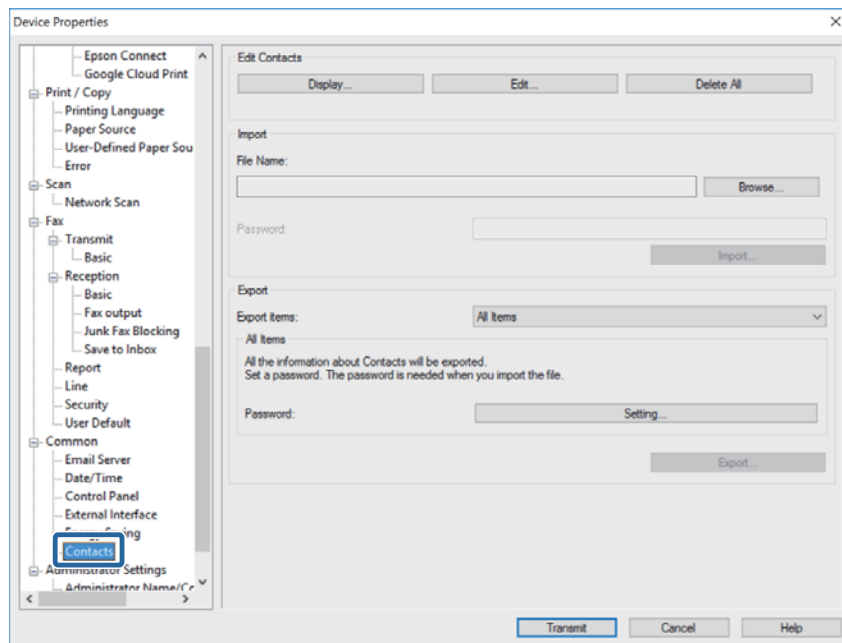 Device Properties
Epson Connect
Google Cloud Print
Print / Copy
Printing Language
Paper Source
User-Defined Paper Sou
Error
Scan
Network Scan
Fax
Transmit
Basic
Reception
Basic
Fax output
Junk Fax Blocking
Save to Inbox
Report
Line
Security
User Default
Common
Email Server
Date/Time
Control Panel
External Interface
Contacts
Administrator Settings
Administrator Name/Cr
Edit Contacts
Display... Edit... Delete All
Import
File Name:
Browse...
Password:
Import...
Export
Export items: All Items
All Items
All the information about Contacts will be exported.
Set a password. The password is needed when you import the file.
Password: Setting...
Export...
Transmit Cancel Help